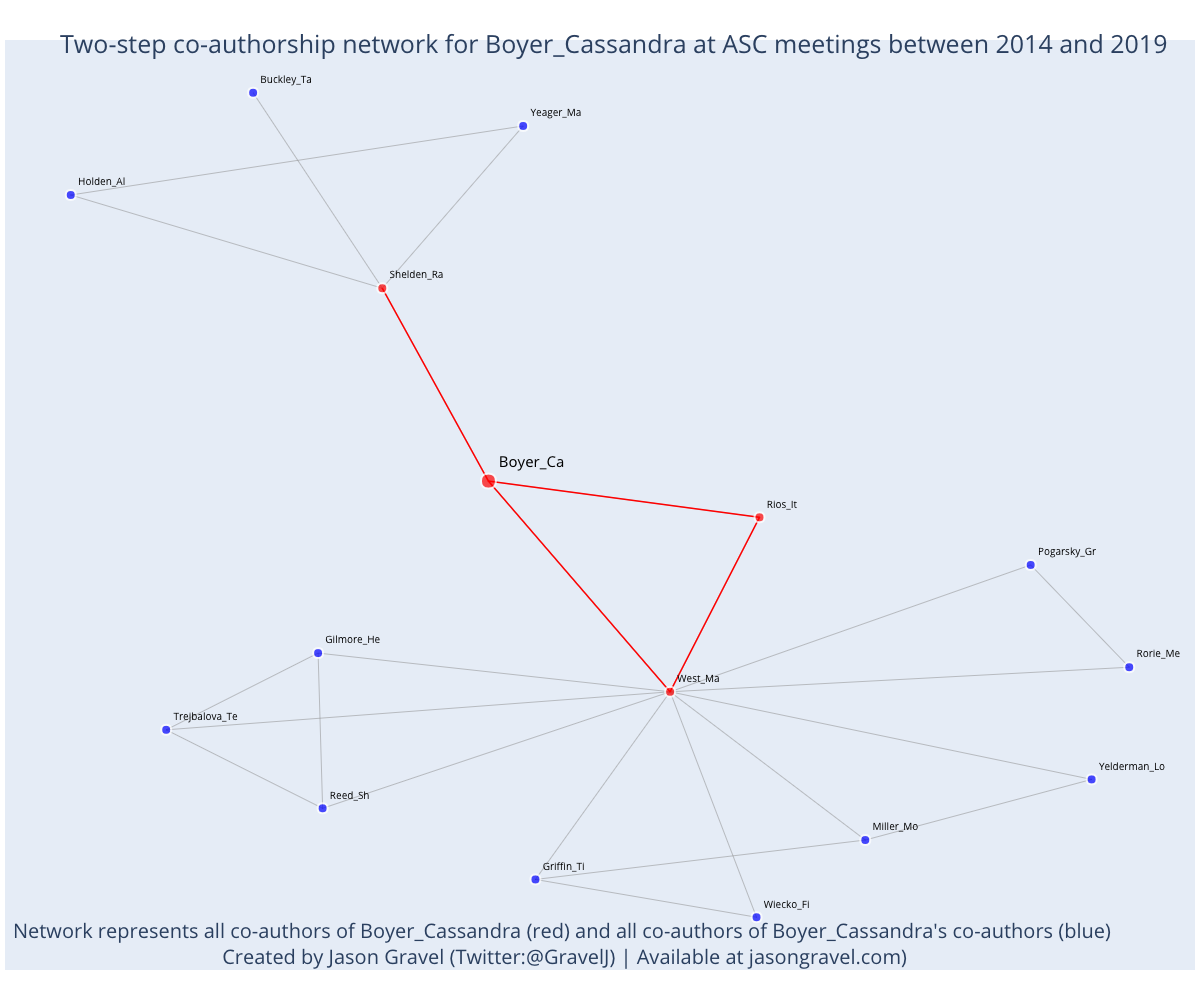 Two-step co-authorship network for Boyer_Cassandra at ASC meetings between 2014 and 2019
Buckley_Ta
Yeager_Ma
Holden_Al
Shelden_Ra
Boyer_Ca
Rios_It
Pogarsky_Gr
Gilmore_He
Rorie_Me
West_Ma
Trejbalova_Te
Yelderman_Lo
Reed_Sh
Miller_Mo
Griffin_Ti
Wiecko_Fi
Network represents all co-authors of Boyer_Cassandra (red) and all co-authors of Boyer_Cassandra's co-authors (blue)
Created by Jason Gravel (Twitter:@GravelJ) | Available at jasongravel.com)